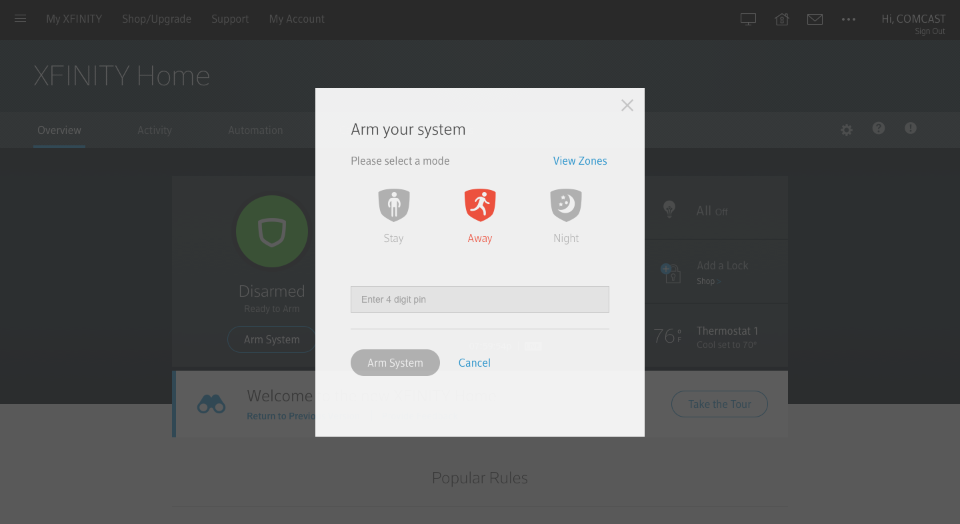 My XFINITY Shop/Upgrade Support My Account
Hi, COMCAST
Sign Out
XFINITY Home
Overview Activity Automation
Arm your system
Please select a mode View Zones
Stay Away Night
Enter 4 digit pin
Arm System Cancel
Disarmed
Ready to Arm
Arm System
All Off
Add a Lock
Shop >
76° Thermostat 1
Cool set to 70°
Welcome
Return to
Take the Tour
Popular Rules